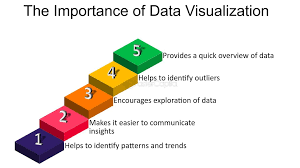 The Importance of Data Visualization
5
Provides a quick overview of data
4
Helps to identify outliers
3
Encourages exploration of data
2
Makes it easier to communicate
insights
1
Helps to identify patterns and trends